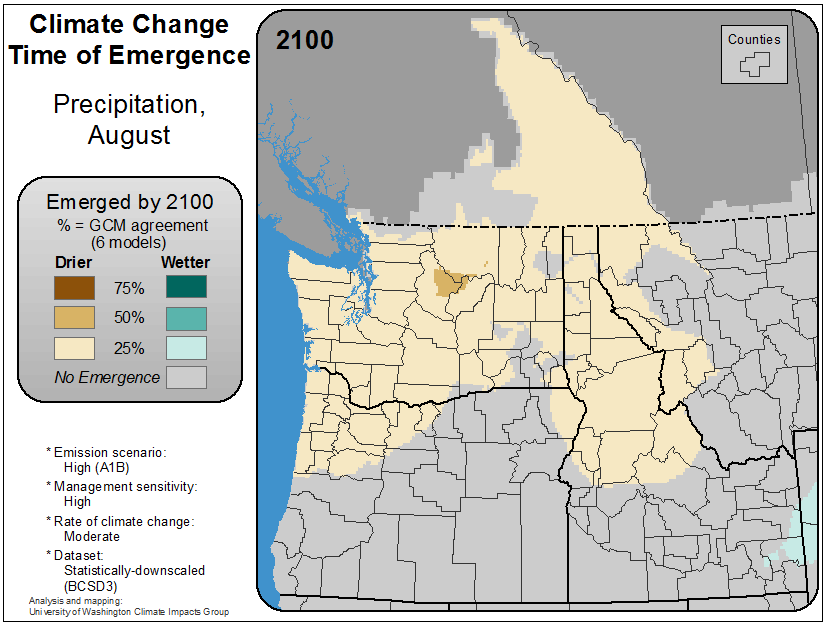 Climate Change
Time of Emergence
Precipitation,
August
Emerged by 2100
% = GCM agreement
(6 models)
Drier Wetter
75%
50%
25%
No Emergence
* Emission scenario:
High (A1B)
* Management sensitivity:
High
* Rate of climate change:
Moderate
* Dataset:
Statistically-downscaled
(BCSD3)
Analysis and mapping:
University of Washington Climate Impacts Group
2100
Counties